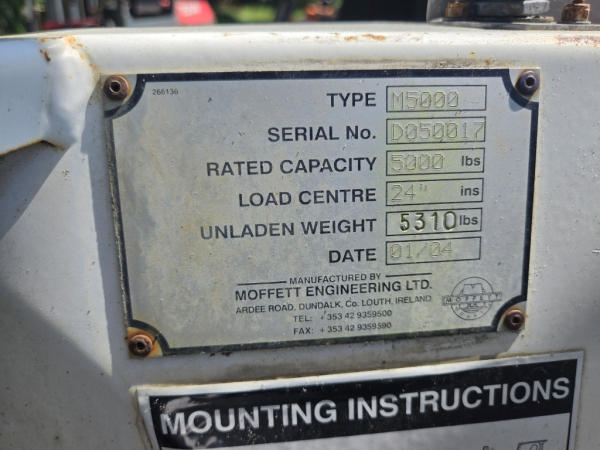 266136
TYPE M5000
SERIAL No. D050017
RATED CAPACITY 5000 lbs
LOAD CENTRE 24" ins
UNLADEN WEIGHT 5310 lbs
DATE 01/04
MANUFACTURED BY
MOFFETT ENGINEERING LTD.
ARDEE ROAD, DUNDALK, Co. LOUTH, IRELAND
TEL: +353 42 9359500
FAX: +353 42 9359590
MOFFETT
MOUNTING INSTRUCTIONS